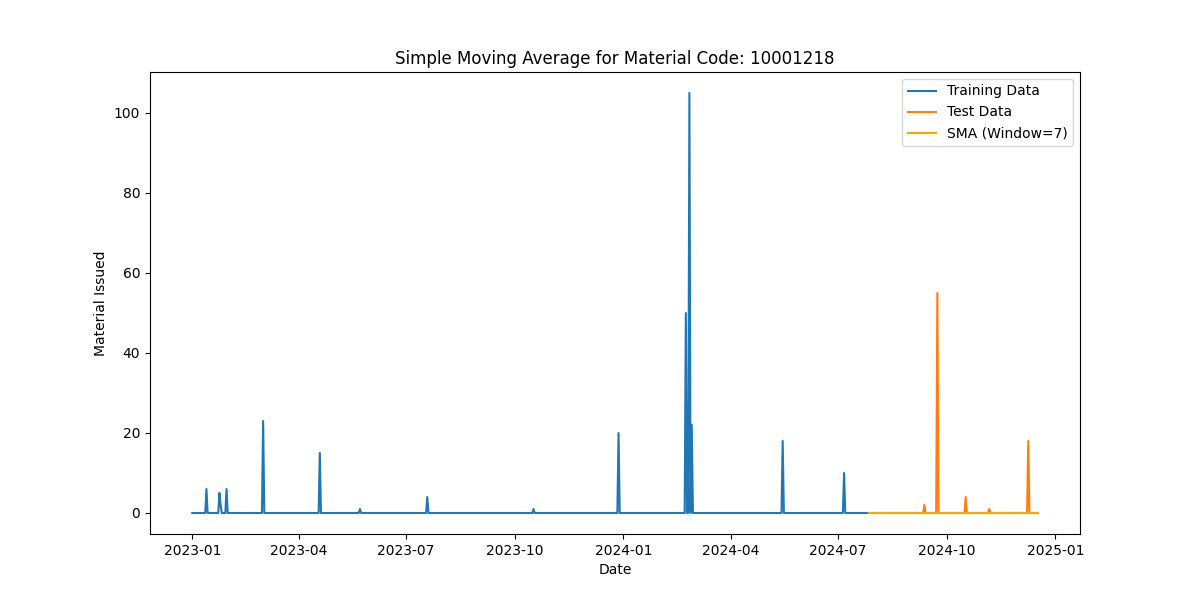 Simple Moving Average for Material Code: 10001218
Training Data
Test Data
SMA (Window=7)
Material Issued
100
80
60
40
20
0
2023-01
2023-04
2023-07
2023-10
2024-01
2024-04
2024-07
2024-10
2025-01
Date